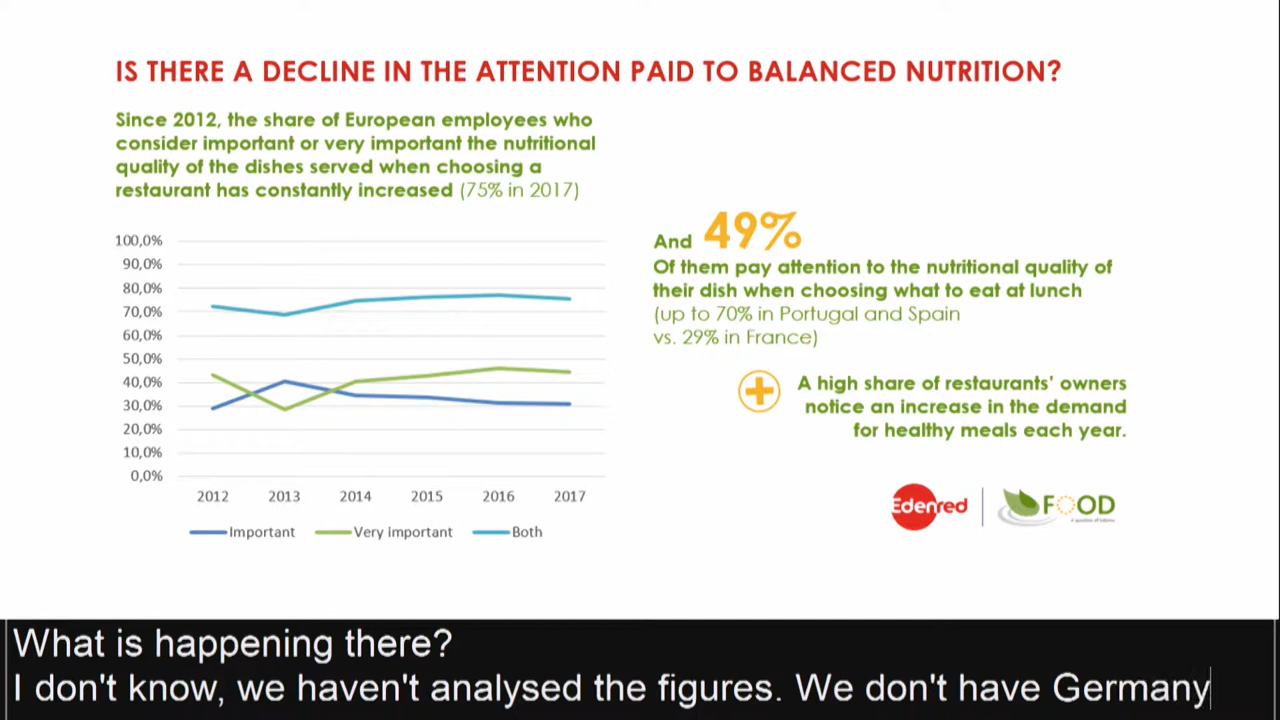 IS THERE A DECLINE IN THE ATTENTION PAID TO BALANCED NUTRITION?
Since 2012, the share of European employees who
consider important or very important the nutritional
quality of the dishes served when choosing a
restaurant has constantly increased (75% in 2017)
100,0%
90,0%
80,0%
70,0%
60,0%
50,0%
40,0%
30,0%
20,0%
10,0%
0,0%
2012 2013 2014 2015 2016 2017
Important Very important Both
And 49%
Of them pay attention to the nutritional quality of
their dish when choosing what to eat at lunch
(up to 70% in Portugal and Spain
vs. 29% in France)
A high share of restaurants' owners
notice an increase in the demand
for healthy meals each year.
Edenred FOOD
What is happening there?
I don't know, we haven't analysed the figures. We don't have Germany